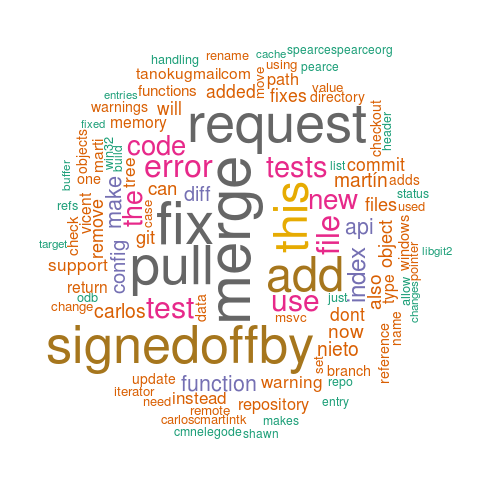 cache spearcespearceorg
handling rename
using pearce
tanokugmailcom path
move
entries functions added fixes value directory
warnings will
memory request
fixed code checkout header
objects marti win32 build
error tests list commit
buffer one tree can diff martin adds
the make new files status
refs vicent remove case git fix merge this file api used
target check pull object windows libgit2
support config add index also type pointer
return odb data use just allow changes
change carlos test msvc dont
signedoffby now name
nieto reference
set branch
update function warning repo
iterator need instead entry
remote repository
carloscmartintk makes
cmnelegode shawn